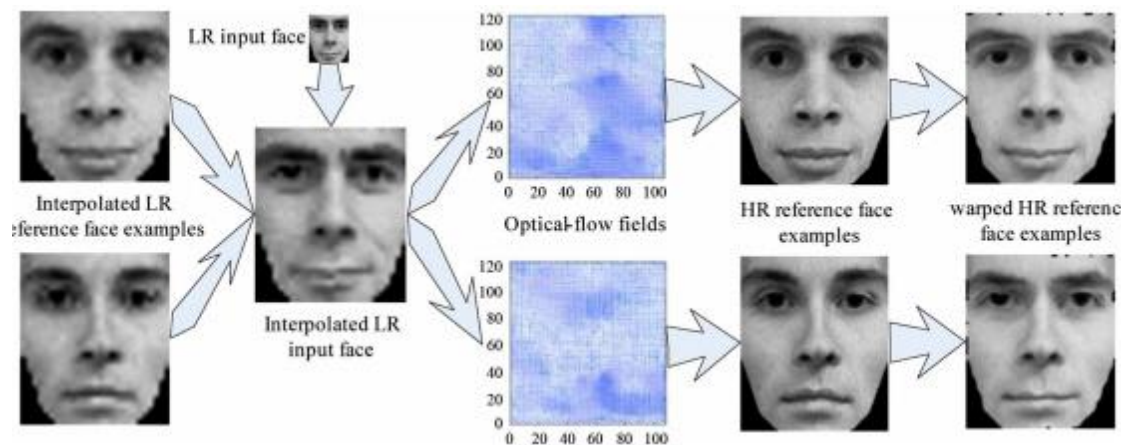 LR input face
Interpolated LR
eference face examples
Interpolated LR
input face
120
100
80
60
40
20
0
0 20 40 60 80 100
Optical-flow fields
120
100
80
60
40
20
0
0 20 40 60 80 100
HR reference face
examples
warped HR referenc
face examples